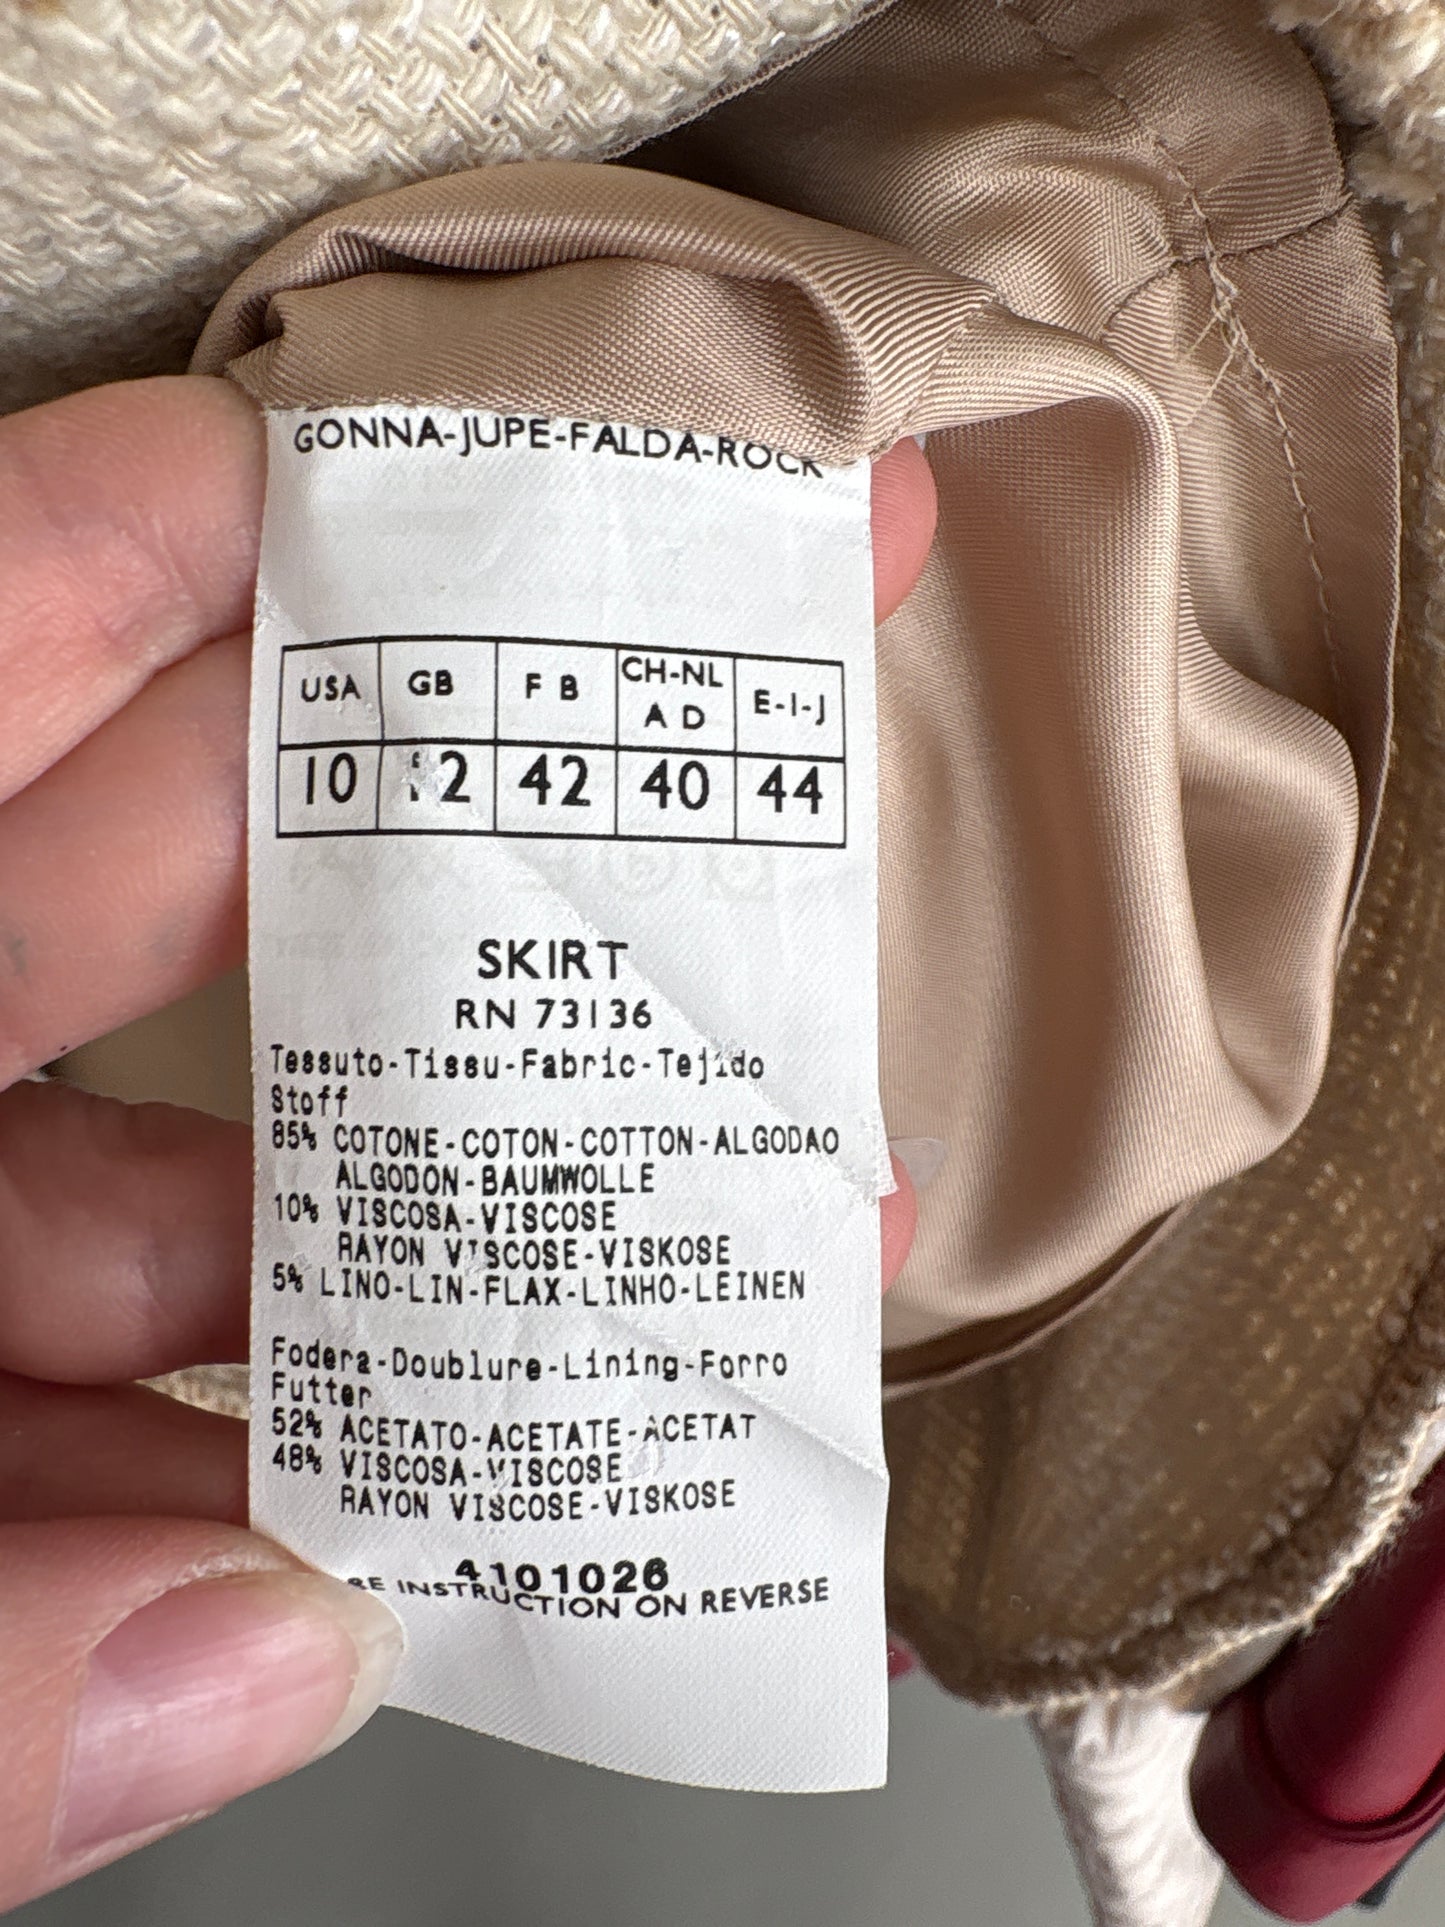 GONNA-JUPE-FALDA-ROCK
USA GB F B CH-NL A D E-I-J
10 12 42 40 44
SKIRT
RN 73136
Tessuto-Tissu-Fabric-Tejido
Stoff
85% COTONE-COTON-COTTON-ALGODAO
ALGODON-BAUMWOLLE
10% VISCOSA-VISCOSE
RAYON VISCOSE-VISKOSE
5% LINO-LIN-FLAX-LINHO-LEINEN
Fodera-Doublure-Lining-Forro
Futter
52% ACETATO-ACETATE-ACETAT
48% VISCOSA-VISCOSE
RAYON VISCOSE-VISKOSE
4101026
INSTRUCTION ON REVERSE